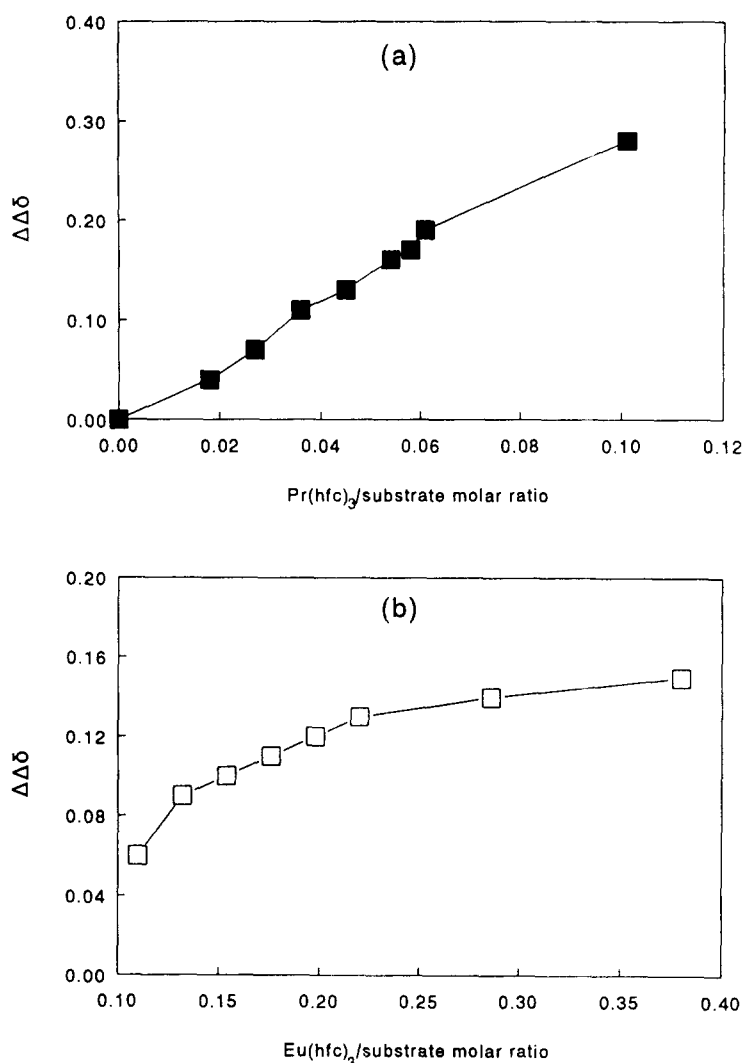 (a)
0.40
0.30
0.20
0.10
0.00
ΔΔδ
0.00 0.02 0.04 0.06 0.08 0.10 0.12
Pr(hfc)3/substrate molar ratio
(b)
0.20
0.16
0.12
0.08
0.04
0.00
ΔΔδ
0.10 0.15 0.20 0.25 0.30 0.35 0.40
Eu(hfc)3/substrate molar ratio